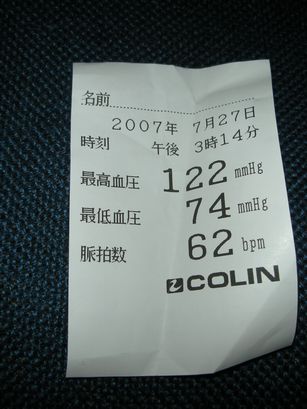 名前
2007年 7月27日
時刻 午後 3時14分
最高血圧 122 mmHg
最低血圧 74 mmHg
脈拍数 62 bpm
COLIN